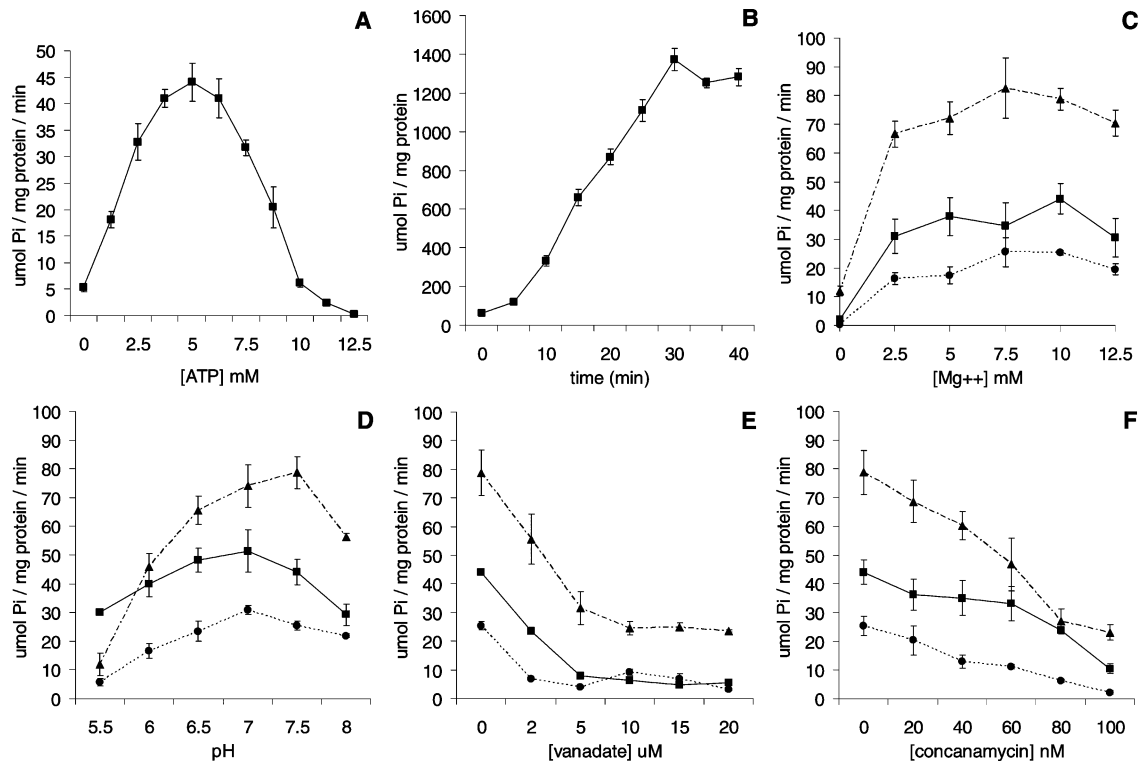 A
umol Pi / mg protein / min
50
45
40
35
30
25
20
15
10
5
0
0 2.5 5 7.5 10 12.5
[ATP] mM
B
umol Pi / mg protein
1600
1400
1200
1000
800
600
400
200
0
0 10 20 30 40
time (min)
C
umol Pi / mg protein / min
100
90
80
70
60
50
40
30
20
10
0
0 2.5 5 7.5 10 12.5
[Mg++] mM
D
umol Pi / mg protein / min
100
90
80
70
60
50
40
30
20
10
0
5.5 6 6.5 7 7.5 8
pH
E
umol Pi / mg protein / min
100
90
80
70
60
50
40
30
20
10
0
0 2 5 10 15 20
[vanadate] uM
F
umol Pi / mg protein / min
100
90
80
70
60
50
40
30
20
10
0
0 20 40 60 80 100
[concanamycin] nM